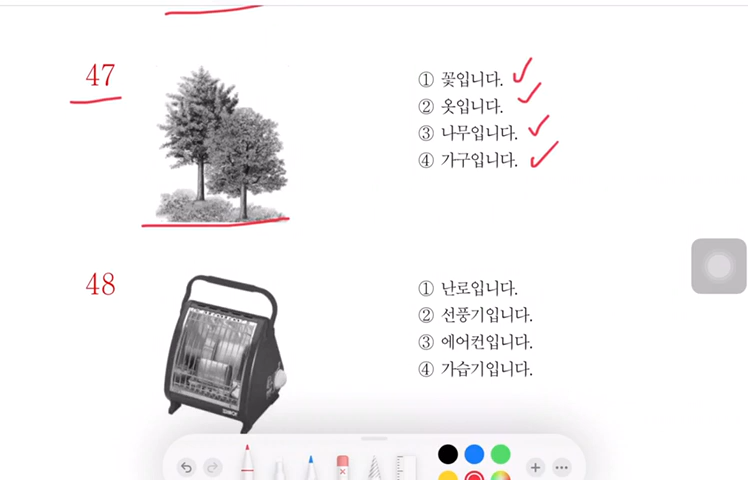 47
① 꽃입니다.
② 옷입니다.
③ 나무입니다.
④ 가구입니다.
48
① 난로입니다.
② 선풍기입니다.
③ 에어컨입니다.
④ 가습기입니다.